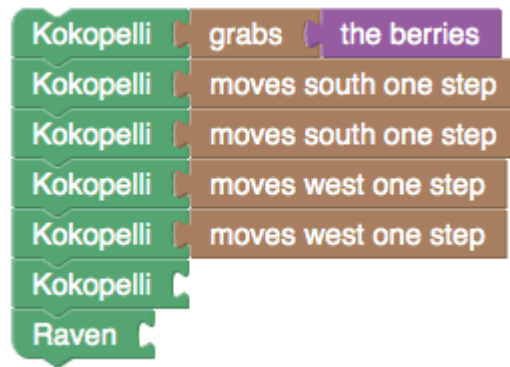 Kokopelli grabs the berries
Kokopelli moves south one step
Kokopelli moves south one step
Kokopelli moves west one step
Kokopelli moves west one step
Kokopelli
Raven